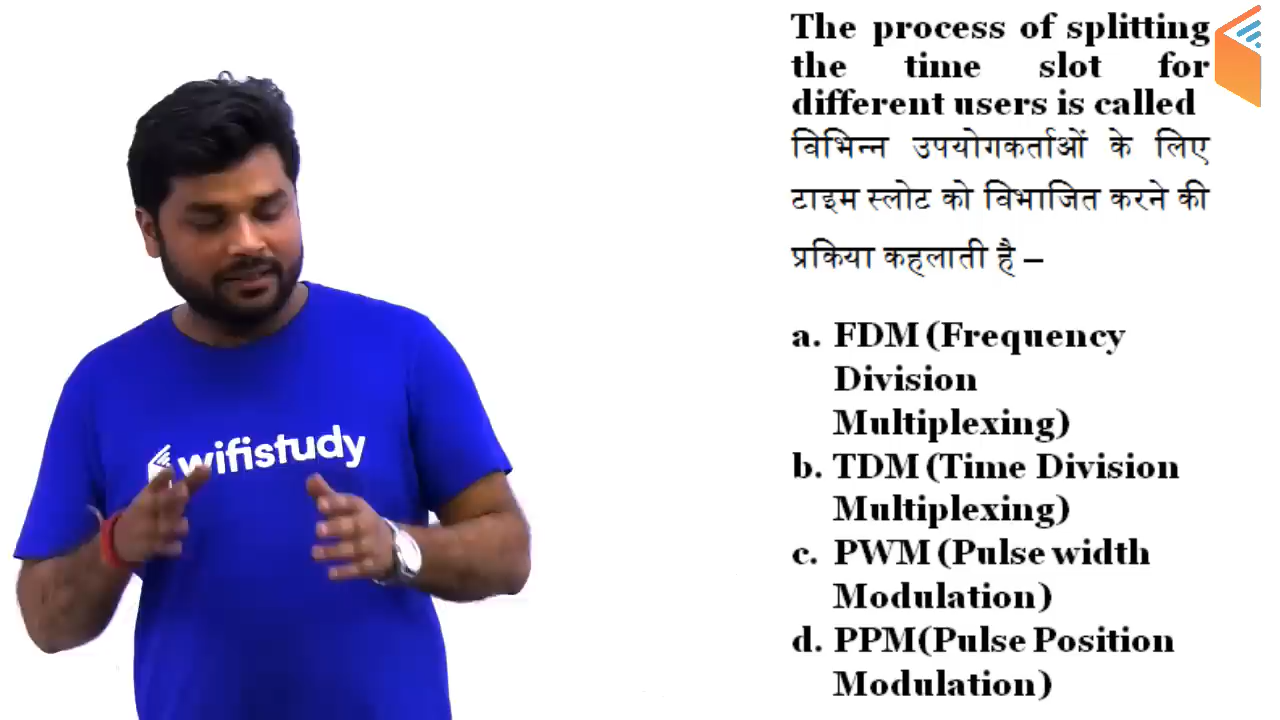 The process of splitting
the time slot for
different users is called
विभिन्न उपयोगकर्ताओं के लिए
टाइम स्लोट को विभाजित करने की
प्रकिया कहलाती है –
a. FDM (Frequency
Division
Multiplexing)
b. TDM (Time Division
Multiplexing)
c. PWM (Pulse width
Modulation)
d. PPM(Pulse Position
Modulation)
wifistudy